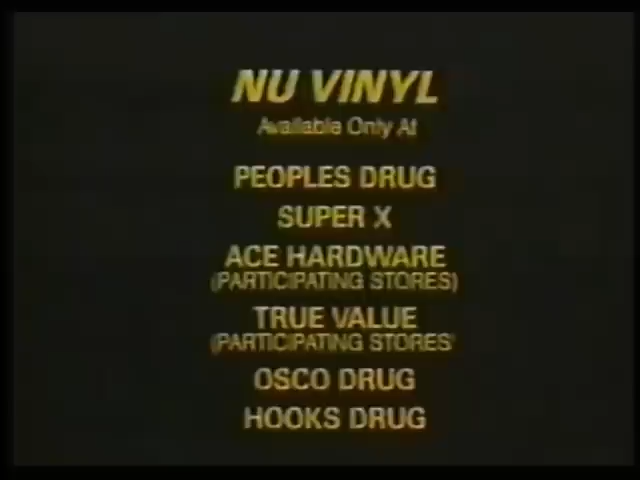 NU VINYL
Available Only At
PEOPLES DRUG
SUPER X
ACE HARDWARE
(PARTICIPATING STORES)
TRUE VALUE
(PARTICIPATING STORES'
OSCO DRUG
HOOKS DRUG